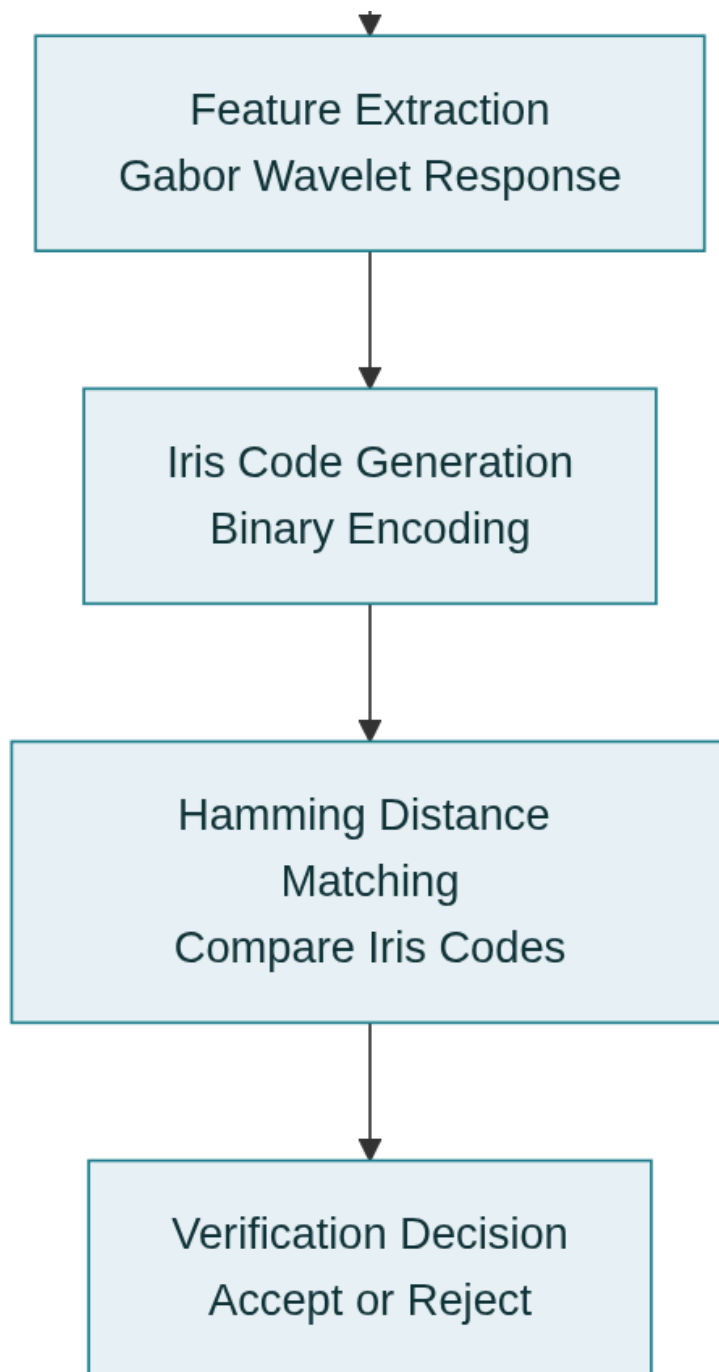 Feature Extraction
Gabor Wavelet Response
Iris Code Generation
Binary Encoding
Hamming Distance
Matching
Compare Iris Codes
Verification Decision
Accept or Reject